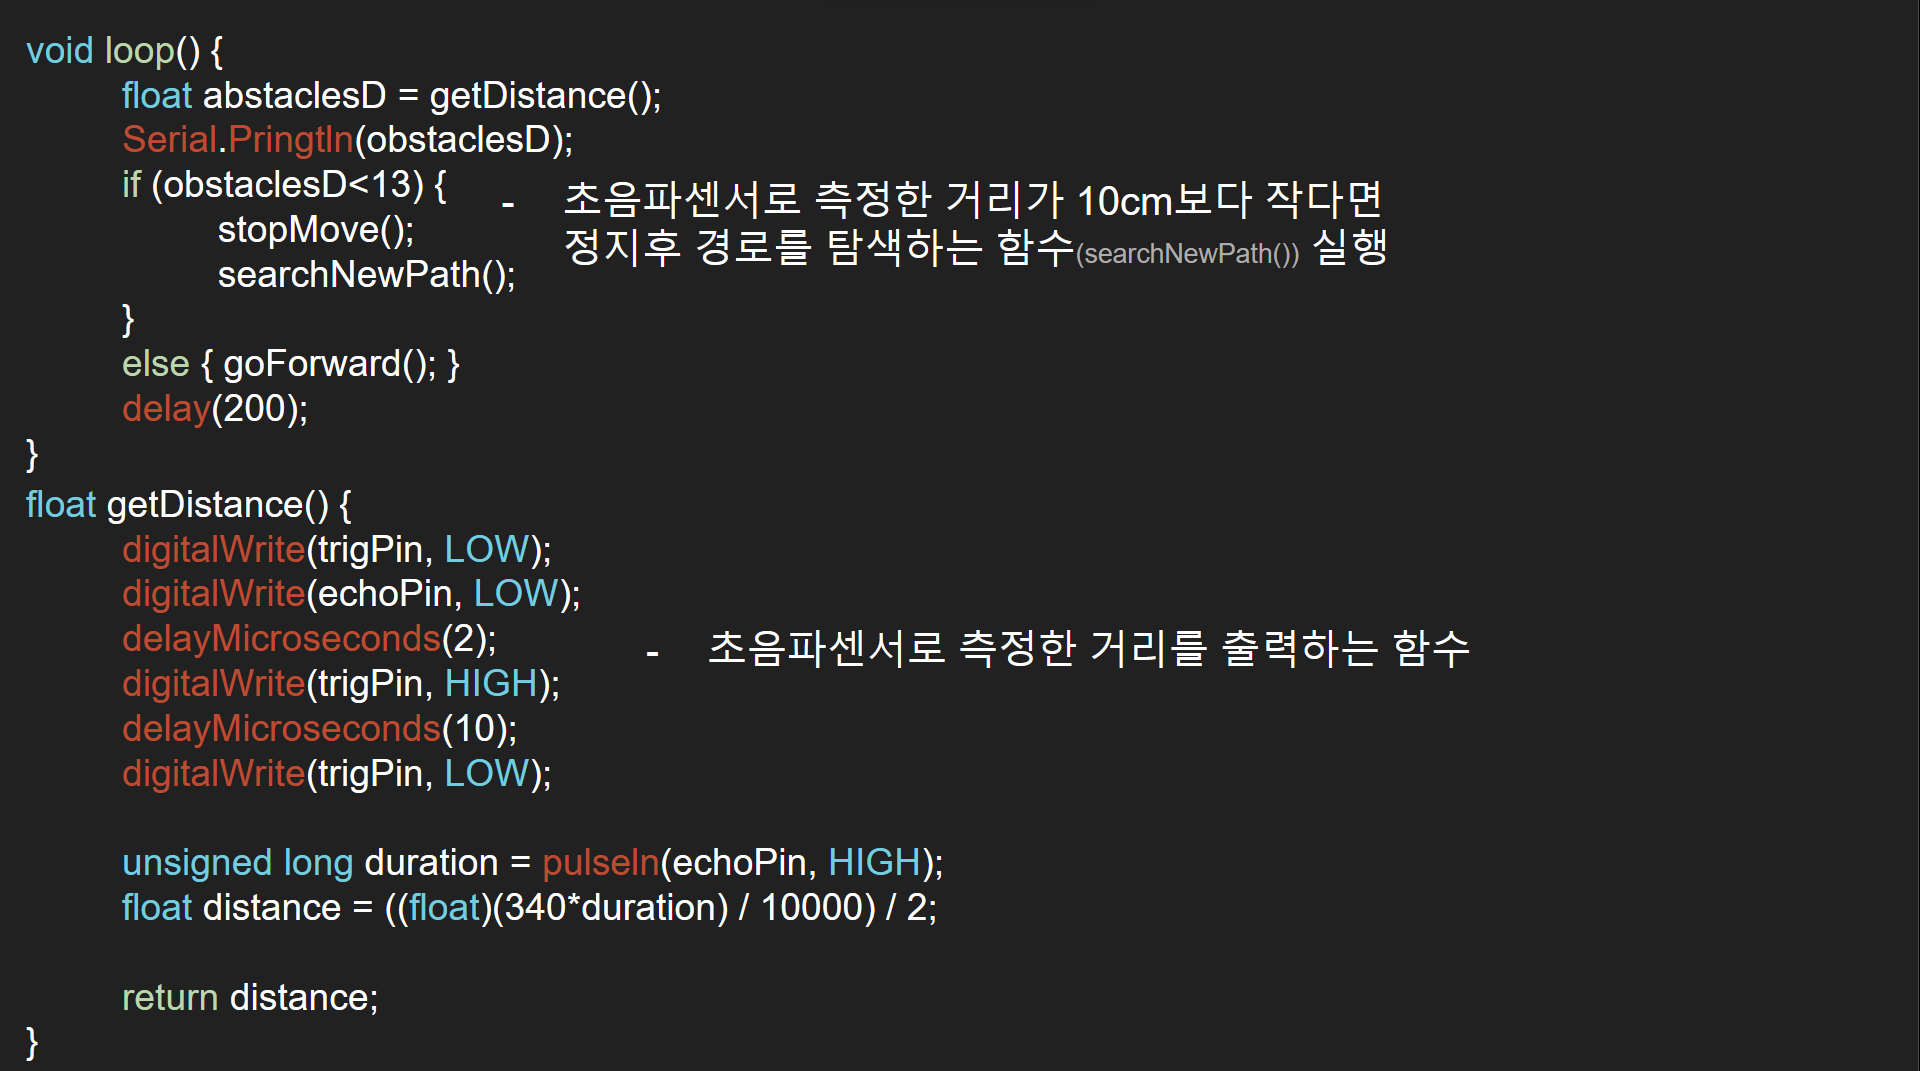 void loop() {
float abstaclesD = getDistance();
Serial.Pringtln(obstaclesD);
if (obstaclesD<13) {
stopMove();
searchNewPath();
}
else { goForward(); }
delay(200);
}
- 초음파센서로 측정한 거리가 10cm보다 작다면
정지후 경로를 탐색하는 함수(searchNewPath()) 실행
float getDistance() {
digitalWrite(trigPin, LOW);
digitalWrite(echoPin, LOW);
delayMicroseconds(2);
digitalWrite(trigPin, HIGH);
delayMicroseconds(10);
digitalWrite(trigPin, LOW);
unsigned long duration = pulseIn(echoPin, HIGH);
float distance = ((float)(340*duration) / 10000) / 2;
return distance;
}
- 초음파센서로 측정한 거리를 출력하는 함수